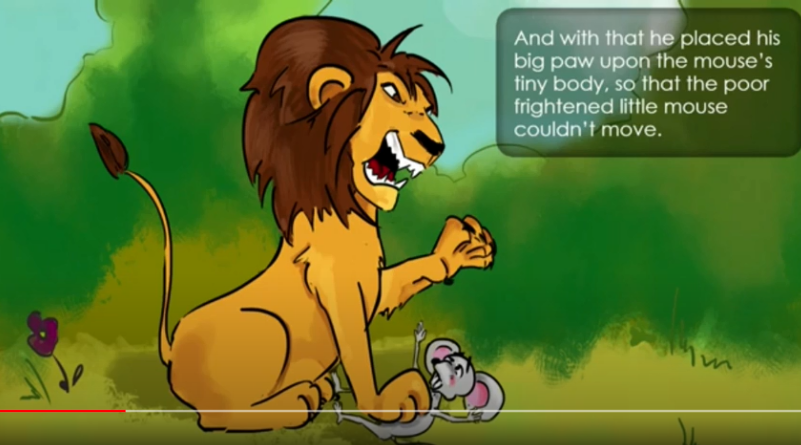 And with that he placed his
big paw upon the mouse's
tiny body, so that the poor
frightened little mouse
couldn't move.